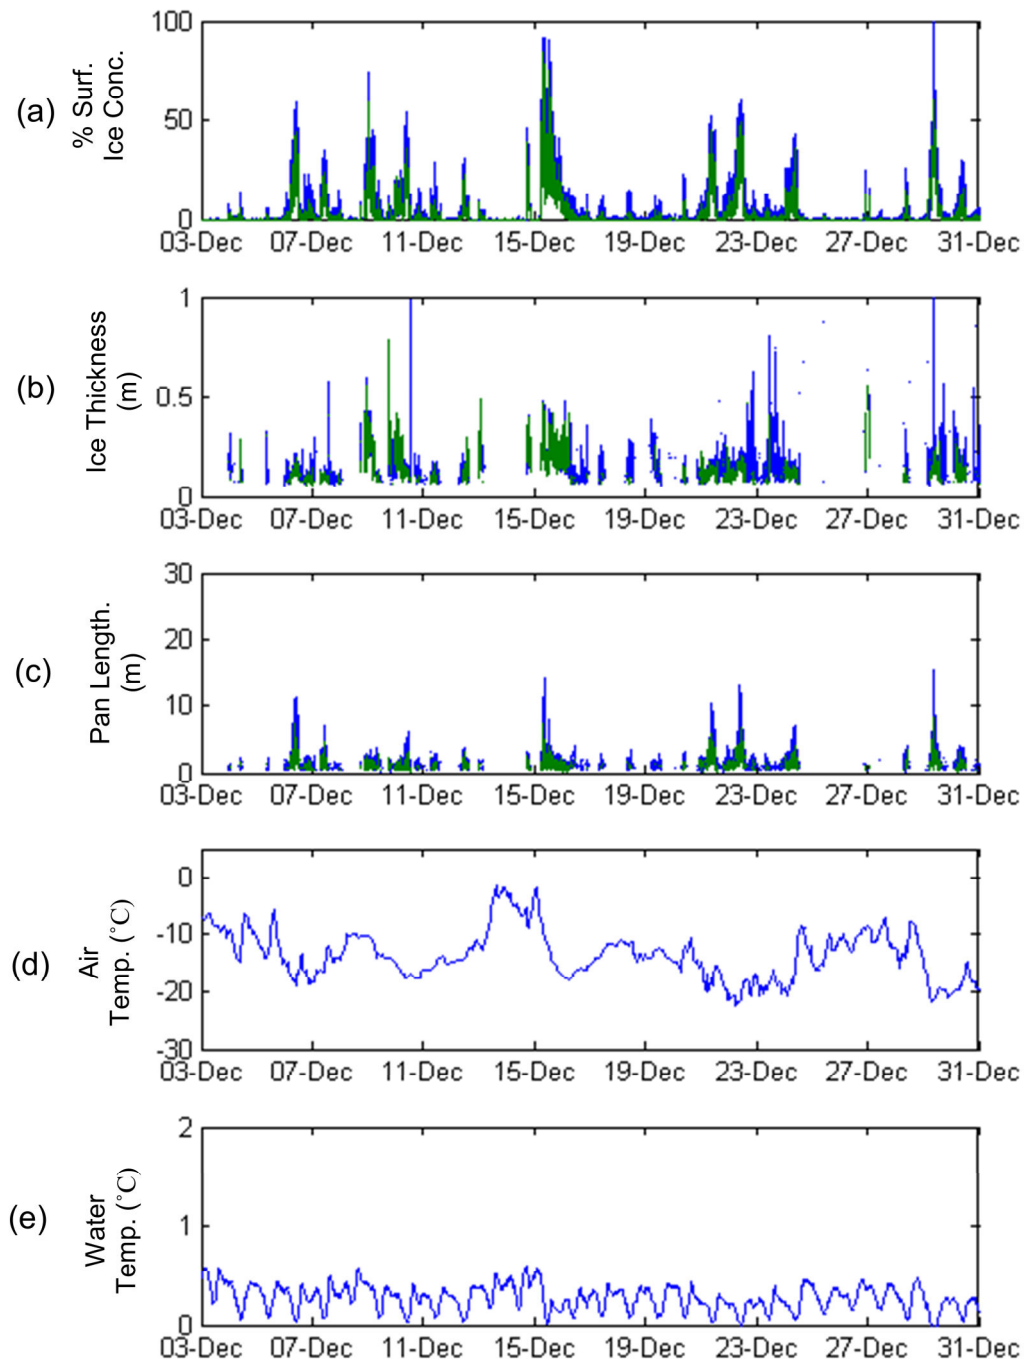 (a)
% Surf.
Ice Conc.
100
50
0
03-Dec 07-Dec 11-Dec 15-Dec 19-Dec 23-Dec 27-Dec 31-Dec
(b)
Ice Thickness
(m)
1
0.5
0
03-Dec 07-Dec 11-Dec 15-Dec 19-Dec 23-Dec 27-Dec 31-Dec
(c)
Pan Length.
(m)
30
20
10
0
03-Dec 07-Dec 11-Dec 15-Dec 19-Dec 23-Dec 27-Dec 31-Dec
(d)
Air
Temp. (°C)
0
-10
-20
-30
03-Dec 07-Dec 11-Dec 15-Dec 19-Dec 23-Dec 27-Dec 31-Dec
(e)
Water
Temp. (°C)
2
1
0
03-Dec 07-Dec 11-Dec 15-Dec 19-Dec 23-Dec 27-Dec 31-Dec